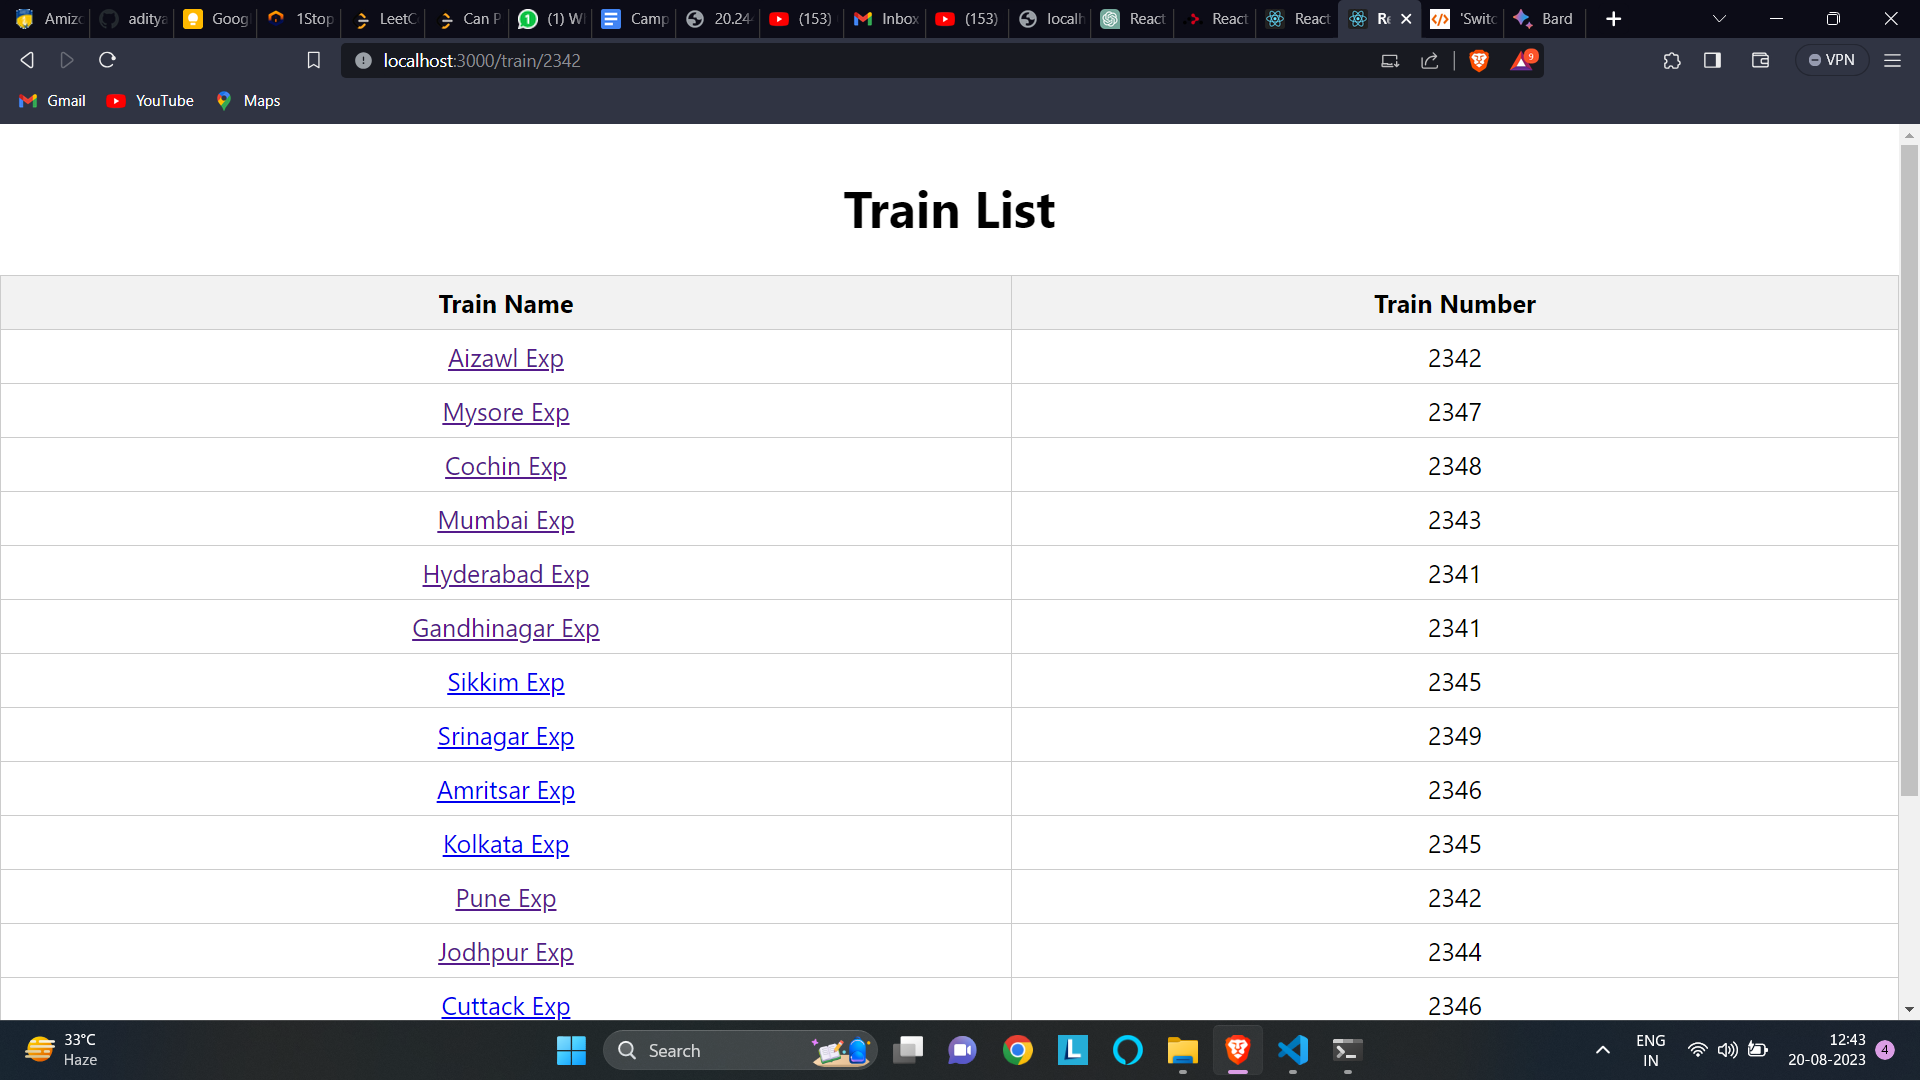 Amizo aditya Goog 1Stop LeetC Can P (1) W Camp 20.244 (153) Inbox (153) localh React React React Re 'Switc Bard
localhost:3000/train/2342 9 VPN
Gmail YouTube Maps
Train List
Train Name Train Number
Aizawl Exp 2342
Mysore Exp 2347
Cochin Exp 2348
Mumbai Exp 2343
Hyderabad Exp 2341
Gandhinagar Exp 2341
Sikkim Exp 2345
Srinagar Exp 2349
Amritsar Exp 2346
Kolkata Exp 2345
Pune Exp 2342
Jodhpur Exp 2344
Cuttack Exp 2346
33°C
Haze
Search
L
ENG
IN
12:43
20-08-2023 4